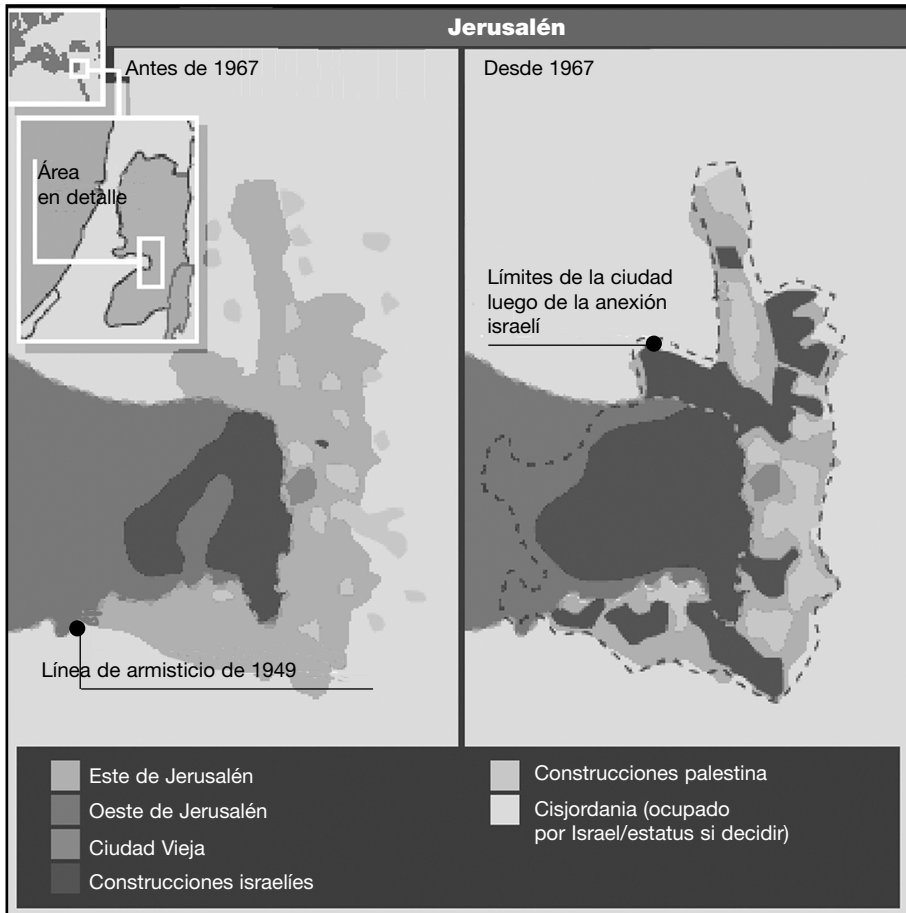 Jerusalén
Antes de 1967
Desde 1967
Área
en detalle
Límites de la ciudad
luego de la anexión
israelí
Línea de armisticio de 1949
Este de Jerusalén
Oeste de Jerusalén
Ciudad Vieja
Construcciones israelíes
Construcciones palestina
Cisjordania (ocupado
por Israel/estatus si decidir)